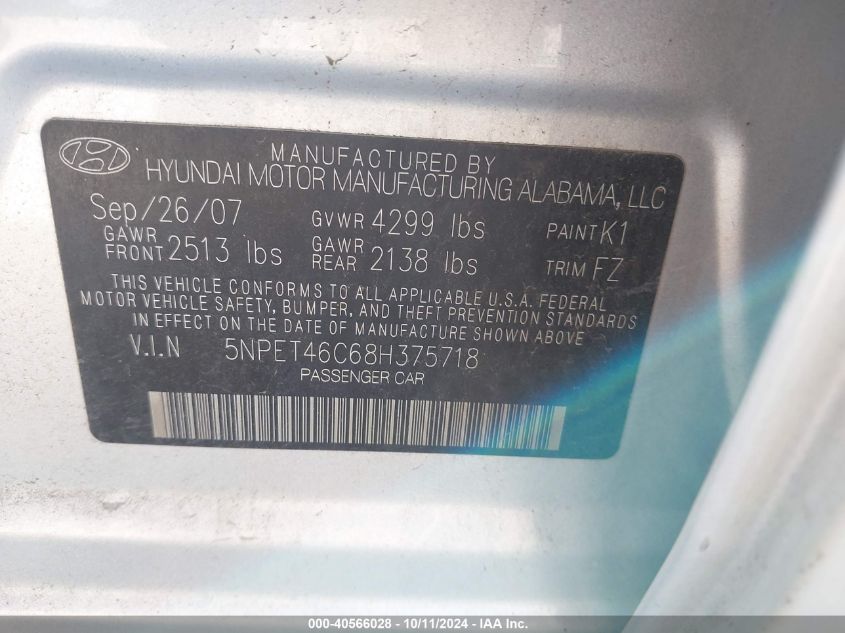 MANUFACTURED BY
HYUNDAI MOTOR MANUFACTURING ALABAMA, LLC
Sep/26/07 GVWR 4299 lbs PAINT K1
GAWR FRONT 2513 lbs GAWR REAR 2138 lbs TRIM FZ
THIS VEHICLE CONFORMS TO ALL APPLICABLE U.S.A. FEDERAL
MOTOR VEHICLE SAFETY, BUMPER, AND THEFT PREVENTION STANDARDS
IN EFFECT ON THE DATE OF MANUFACTURE SHOWN ABOVE
V.I.N 5NPET46C68H375718
PASSENGER CAR
000-40566028 - 10/11/2024 - IAA Inc.